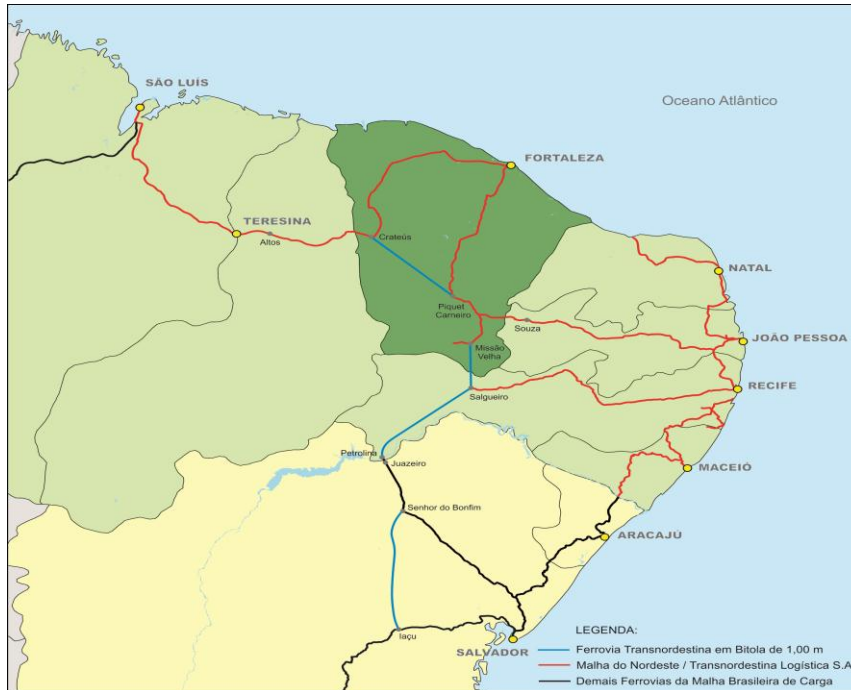 SÃO LUÍS
Oceano Atlântico
FORTALEZA
TERESINA
Altos
Crateús
NATAL
Piquet
Carneiro
Souza
JOÃO PESSOA
Missão
Velha
Salgueiro
RECIFE
Petrolina
Juazeiro
MACEIÓ
Senhor do Bonfim
ARACAJÚ
Iaçu
SALVADOR
LEGENDA:
Ferrovia Transnordestina em Bitola de 1,00 m
Malha do Nordeste / Transnordestina Logística S.A
Demais Ferrovias da Malha Brasileira de Carga